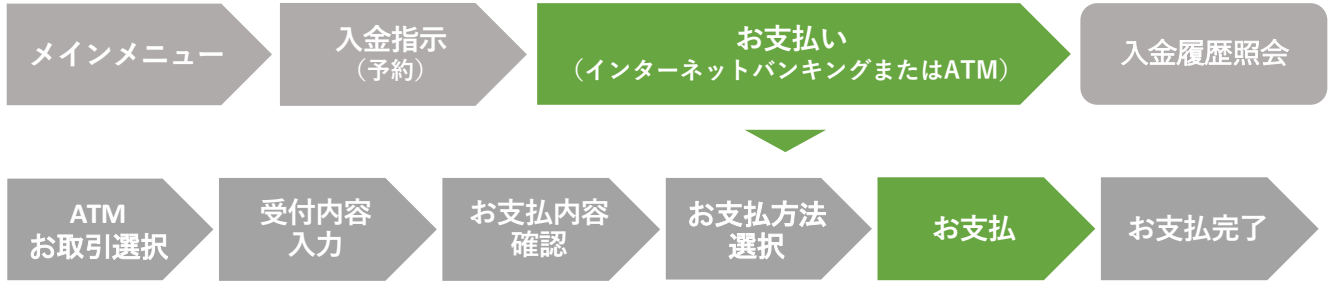 メインメニュー
入金指示
（予約）
お支払い
（インターネットバンキングまたはATM）
入金履歴照会
ATM
お取引選択
受付内容
入力
お支払内容
確認
お支払方法
選択
お支払
お支払完了